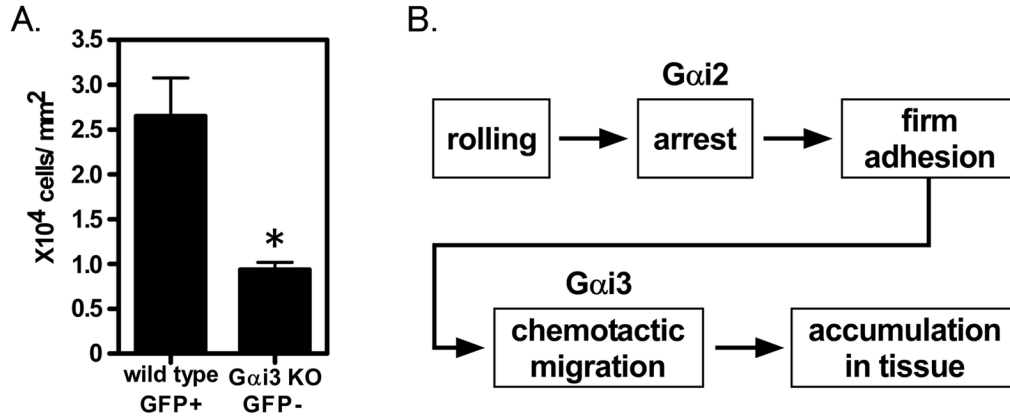 A.
3.5
3.0
2.5
2.0
1.5
1.0
0.5
0
X10⁴ cells/ mm²
*
wild type
GFP+
Gαi3 KO
GFP-
B.
Gαi2
rolling
arrest
firm
adhesion
Gαi3
chemotactic
migration
accumulation
in tissue